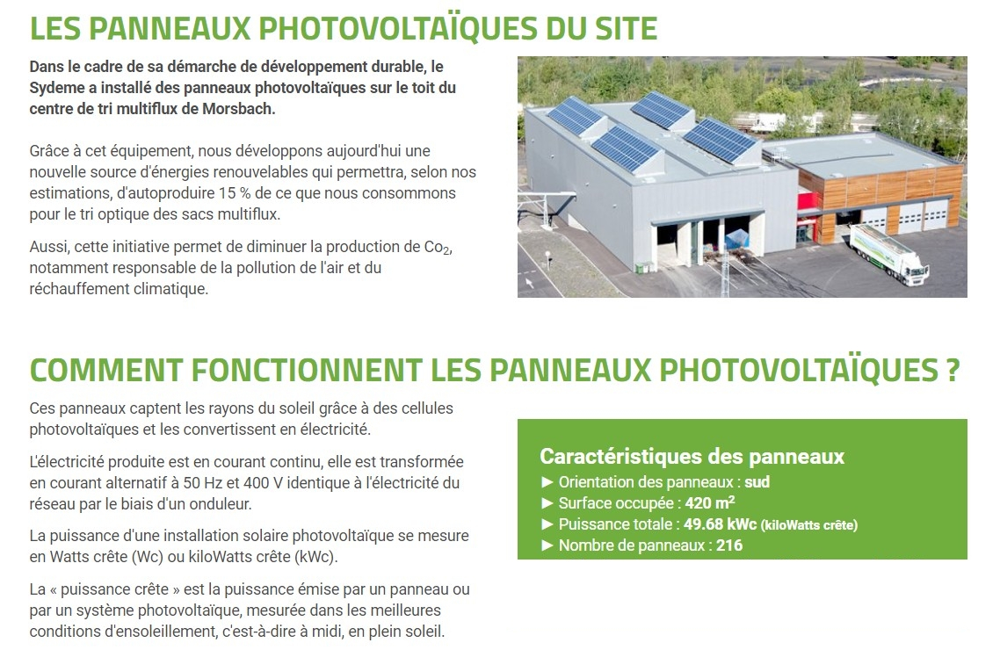 LES PANNEAUX PHOTOVOLTAÏQUES DU SITE
Dans le cadre de sa démarche de développement durable, le
Sydeme a installé des panneaux photovoltaïques sur le toit du
centre de tri multiflux de Morsbach.
Grâce à cet équipement, nous développons aujourd'hui une
nouvelle source d'énergies renouvelables qui permettra, selon nos
estimations, d'autoproduire 15 % de ce que nous consommons
pour le tri optique des sacs multiflux.
Aussi, cette initiative permet de diminuer la production de Co₂,
notamment responsable de la pollution de l'air et du
réchauffement climatique.
COMMENT FONCTIONNENT LES PANNEAUX PHOTOVOLTAÏQUES ?
Ces panneaux captent les rayons du soleil grâce à des cellules
photovoltaïques et les convertissent en électricité.
L'électricité produite est en courant continu, elle est transformée
en courant alternatif à 50 Hz et 400 V identique à l'électricité du
réseau par le biais d'un onduleur.
La puissance d'une installation solaire photovoltaïque se mesure
en Watts crête (Wc) ou kiloWatts crête (kWc).
La « puissance crête » est la puissance émise par un panneau ou
par un système photovoltaïque, mesurée dans les meilleures
conditions d'ensoleillement, c'est-à-dire à midi, en plein soleil.
Caractéristiques des panneaux
► Orientation des panneaux : sud
► Surface occupée : 420 m²
► Puissance totale : 49.68 kWc (kiloWatts crête)
► Nombre de panneaux : 216